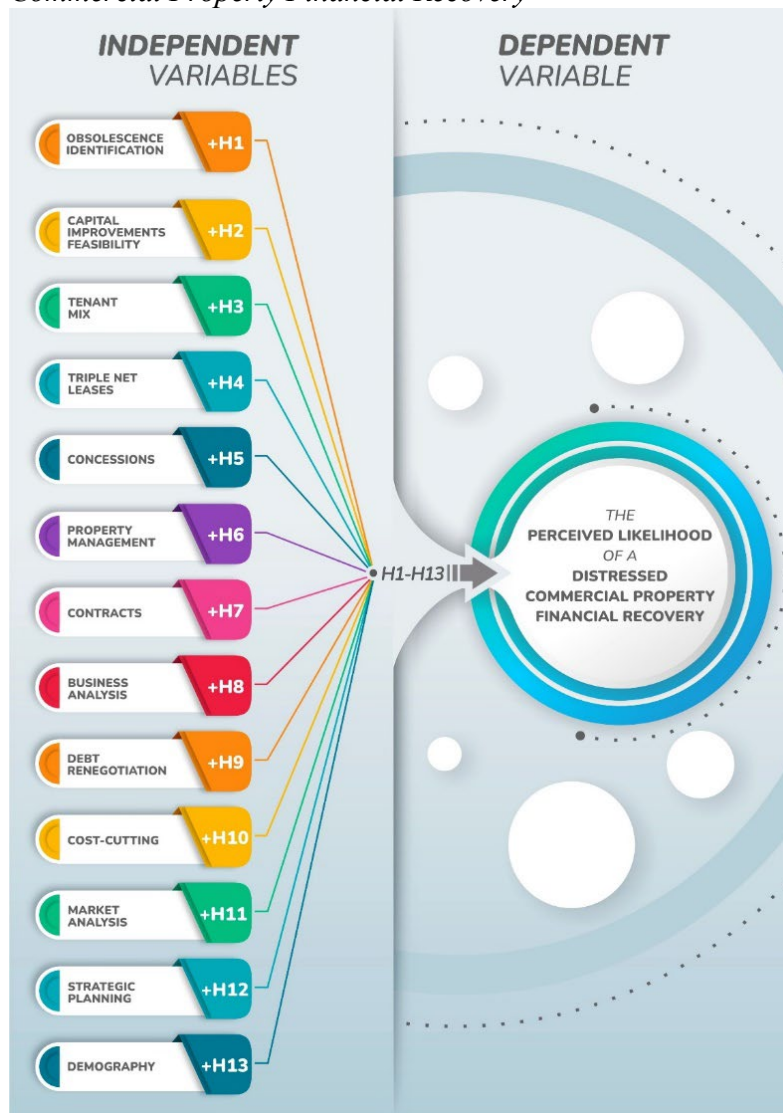 Commercial Property Financial Recovery
INDEPENDENT
VARIABLES
DEPENDENT
VARIABLE
OBSOLESCENCE
IDENTIFICATION
+H1
CAPITAL
IMPROVEMENTS
FEASIBILITY
+H2
TENANT
MIX
+H3
TRIPLE NET
LEASES
+H4
CONCESSIONS
+H5
PROPERTY
MANAGEMENT
+H6
CONTRACTS
+H7
BUSINESS
ANALYSIS
+H8
DEBT
RENEGOTIATION
+H9
COST-CUTTING
+H10
MARKET
ANALYSIS
+H11
STRATEGIC
PLANNING
+H12
DEMOGRAPHY
+H13
H1-H13
THE
PERCEIVED LIKELIHOOD
OF A
DISTRESSED
COMMERCIAL PROPERTY
FINANCIAL RECOVERY